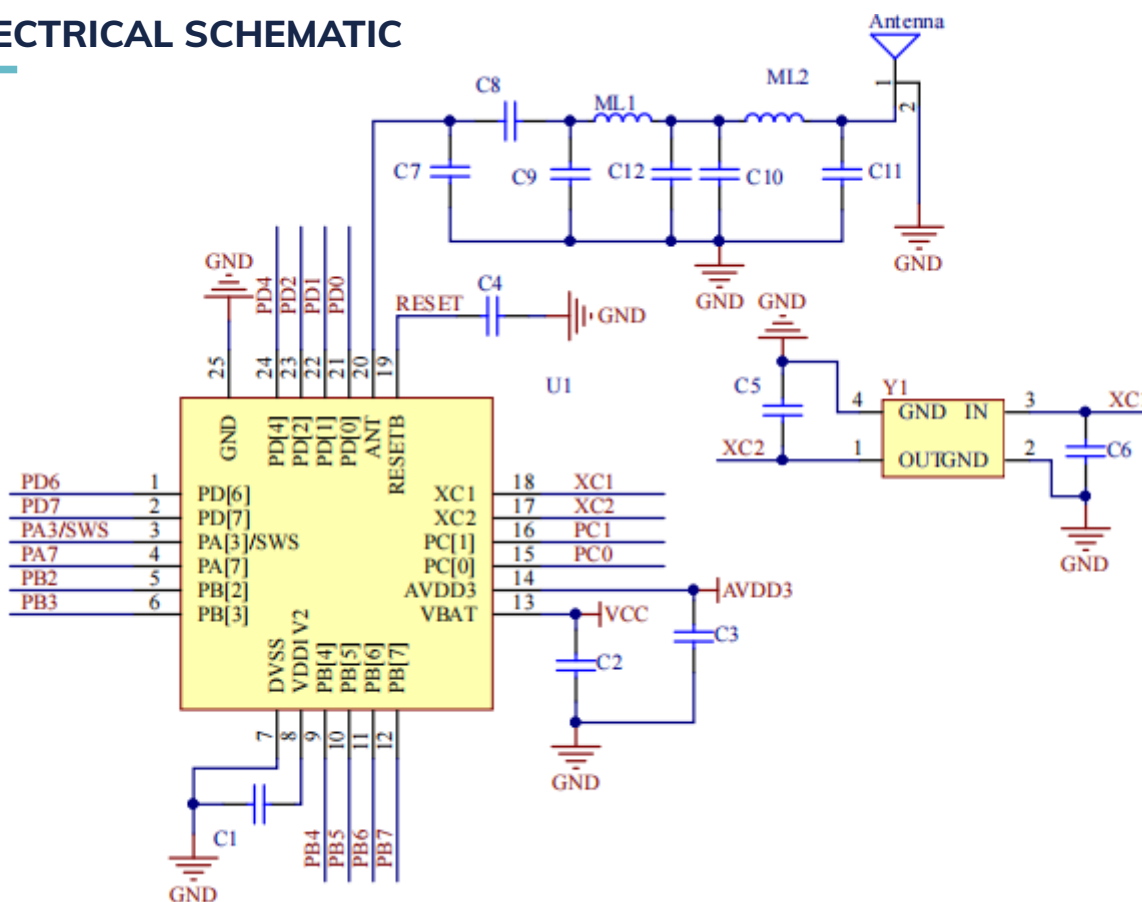 ECTRICAL SCHEMATIC
Antenna
C8
ML1
ML2
1
2
C7
C9
C12
C10
C11
GND
GND
GND
PD4
PD2
PD1
PD0
RESET
C4
GND
GND
25
24
23
22
21
20
19
U1
C5
Y1
4
GND IN
3
XC1
XC2
1
OUTGND
2
C6
GND
GND
PD[4]
PD[2]
PD[1]
PD[0]
ANT
RESETB
PD6 1 PD[6]
PD7 2 PD[7]
PA3/SWS 3 PA[3]/SWS
PA7 4 PA[7]
PB2 5 PB[2]
PB3 6 PB[3]
XC1 18 XC1
XC2 17 XC2
PC[1] 16 PC1
PC[0] 15 PC0
AVDD3 14 AVDD3
VBAT 13 VCC
C3
C2
GND
DVSS
VDD1V2
PB[4]
PB[5]
PB[6]
PB[7]
7
8
9
10
11
12
C1
GND
PB4
PB5
PB6
PB7